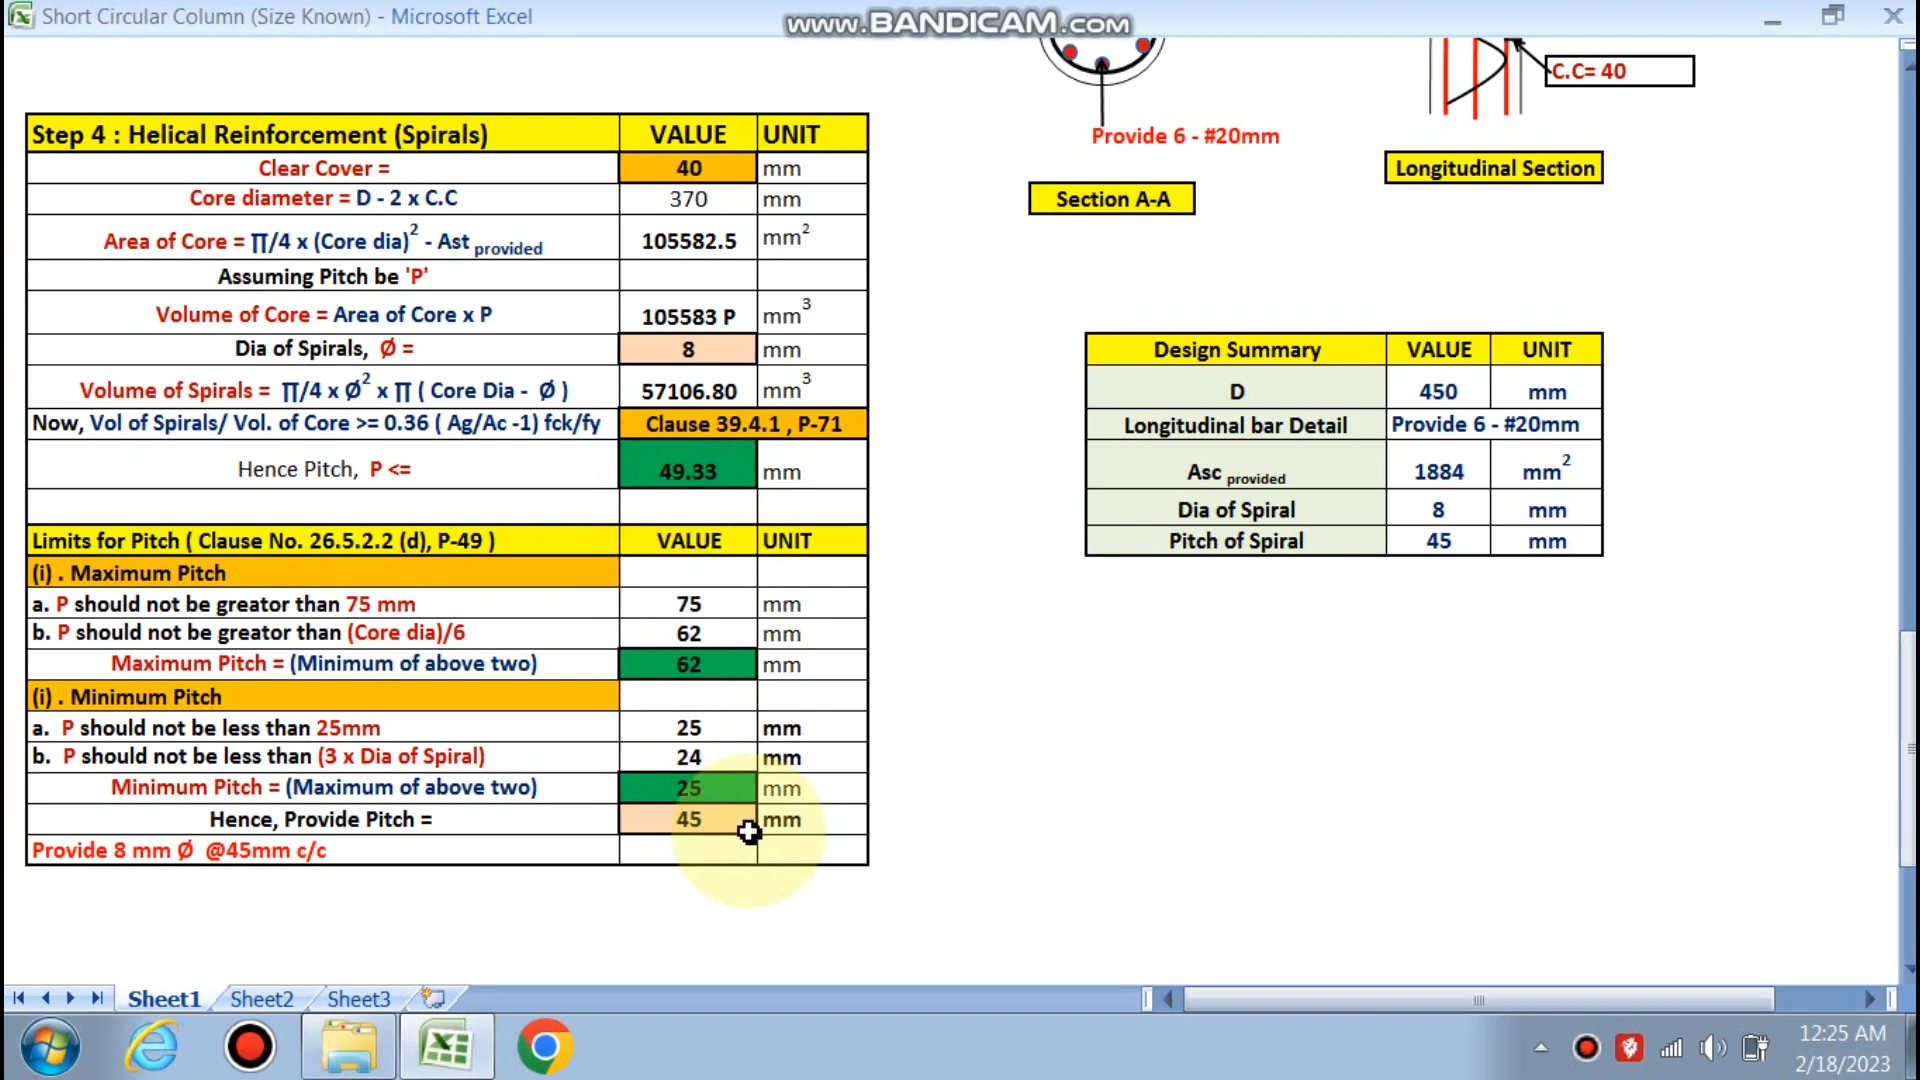 Short Circular Column (Size Known) - Microsoft Excel
www.BANDICAM.com
C.C= 40
Provide 6 - #20mm
Longitudinal Section
Section A-A
Step 4 : Helical Reinforcement (Spirals) VALUE UNIT
Clear Cover = 40 mm
Core diameter = D - 2 x C.C 370 mm
Area of Core = ∏/4 x (Core dia)² - Ast provided 105582.5 mm²
Assuming Pitch be 'P'
Volume of Core = Area of Core x P 105583 P mm³
Dia of Spirals, Ø = 8 mm
Volume of Spirals = ∏/4 x Ø² x ∏ ( Core Dia - Ø ) 57106.80 mm³
Now, Vol of Spirals/ Vol. of Core >= 0.36 ( Ag/Ac -1) fck/fy Clause 39.4.1 , P-71
Hence Pitch, P <= 49.33 mm
Limits for Pitch ( Clause No. 26.5.2.2 (d), P-49 ) VALUE UNIT
(i) . Maximum Pitch
a. P should not be greator than 75 mm 75 mm
b. P should not be greator than (Core dia)/6 62 mm
Maximum Pitch = (Minimum of above two) 62 mm
(i) . Minimum Pitch
a. P should not be less than 25mm 25 mm
b. P should not be less than (3 x Dia of Spiral) 24 mm
Minimum Pitch = (Maximum of above two) 25 mm
Hence, Provide Pitch = 45 mm
Provide 8 mm Ø @45mm c/c
Design Summary VALUE UNIT
D 450 mm
Longitudinal bar Detail Provide 6 - #20mm
Asc provided 1884 mm²
Dia of Spiral 8 mm
Pitch of Spiral 45 mm
Sheet1 Sheet2 Sheet3
12:25 AM
2/18/2023